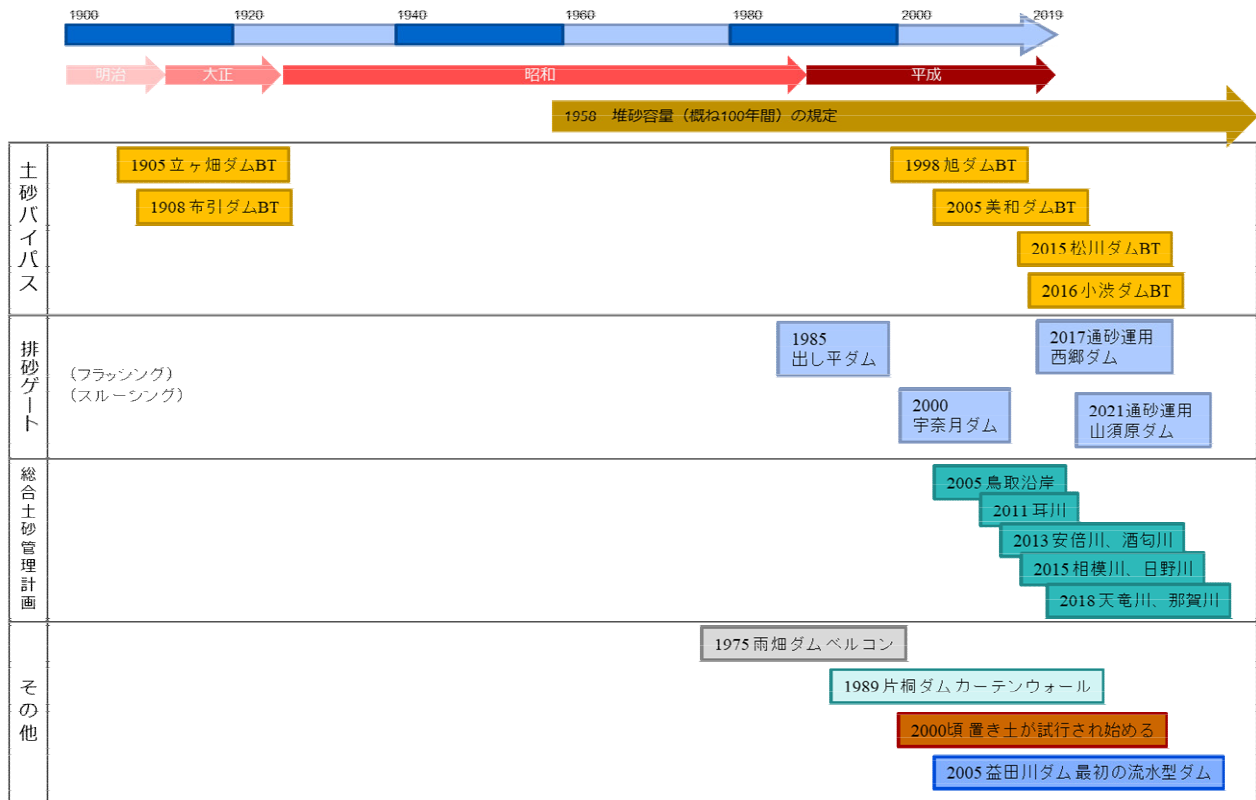 1900
1920
1940
1960
1980
2000
2019
明治
大正
昭和
平成
1958 堆砂容量（概ね100年間）の規定
土砂バイパス
1905 立ヶ畑ダムBT
1908 布引ダムBT
1998 旭ダムBT
2005 美和ダムBT
2015 松川ダムBT
2016 小渋ダムBT
排砂ゲート
（フラッシング）
（スルーシング）
1985
出し平ダム
2000
宇奈月ダム
2017通砂運用
西郷ダム
2021通砂運用
山須原ダム
総合土砂管理計画
2005 鳥取沿岸
2011 耳川
2013 安倍川、酒匂川
2015 相模川、日野川
2018 天竜川、那賀川
その他
1975 雨畑ダム ベルコン
1989 片桐ダム カーテンウォール
2000頃 置き土が試行され始める
2005 益田川ダム 最初の流水型ダム